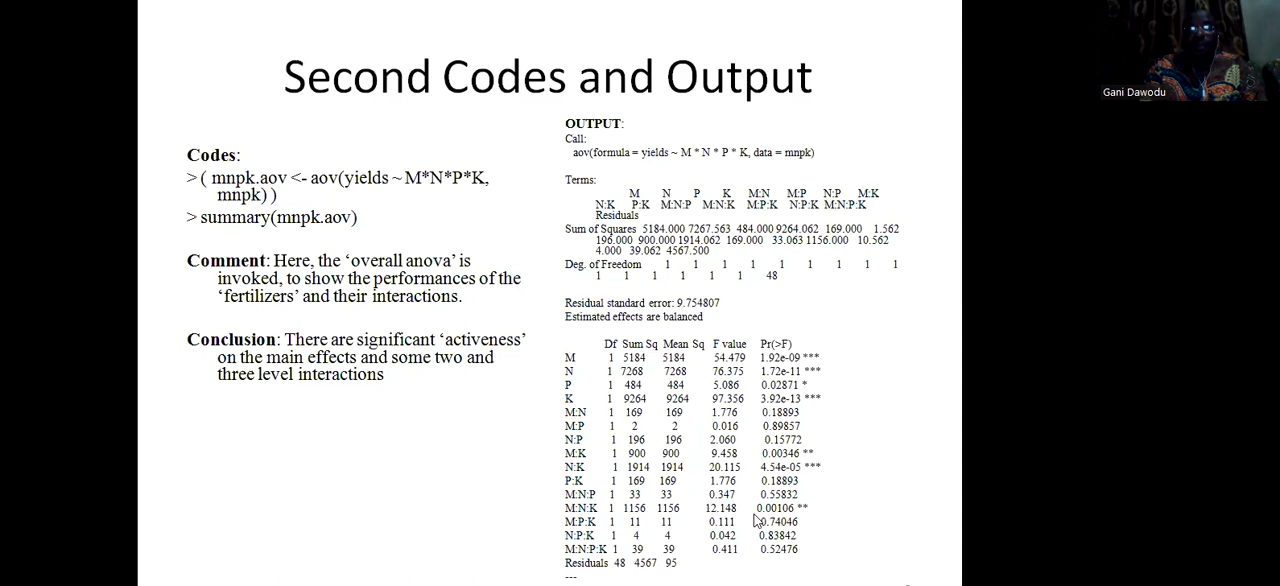 Second Codes and Output
Codes:
> ( mnpk.aov <- aov(yields ~ M*N*P*K,
mnpk) )
> summary(mnpk.aov)
Comment: Here, the ‘overall anova’ is
invoked, to show the performances of the
‘fertilizers’ and their interactions.
Conclusion: There are significant ‘activeness’
on the main effects and some two and
three level interactions
OUTPUT:
Call:
aov(formula = yields ~ M * N * P * K, data = mnpk)
Terms:
M N P K M:N M:P N:P M:K
N:K P:K M:N:P M:N:K M:P:K N:P:K M:N:P:K
Residuals
Sum of Squares 5184.000 7267.563 484.000 9264.062 169.000 1.562
196.000 900.000 1914.062 169.000 33.063 1156.000 10.562
4.000 39.062 4567.500
Deg. of Freedom 1 1 1 1 1 1 1 1 1
1 1 1 1 1 1 48
Residual standard error: 9.754807
Estimated effects are balanced
Df Sum Sq Mean Sq F value Pr(>F)
M 1 5184 5184 54.479 1.92e-09 ***
N 1 7268 7268 76.375 1.72e-11 ***
P 1 484 484 5.086 0.02871 *
K 1 9264 9264 97.356 3.92e-13 ***
M:N 1 169 169 1.776 0.18893
M:P 1 2 2 0.016 0.89857
N:P 1 196 196 2.060 0.15772
M:K 1 900 900 9.458 0.00346 **
N:K 1 1914 1914 20.115 4.54e-05 ***
P:K 1 169 169 1.776 0.18893
M:N:P 1 33 33 0.347 0.55832
M:N:K 1 1156 1156 12.148 0.00106 **
M:P:K 1 11 11 0.111 0.74046
N:P:K 1 4 4 0.042 0.83842
M:N:P:K 1 39 39 0.411 0.52476
Residuals 48 4567 95
---
Gani Dawodu